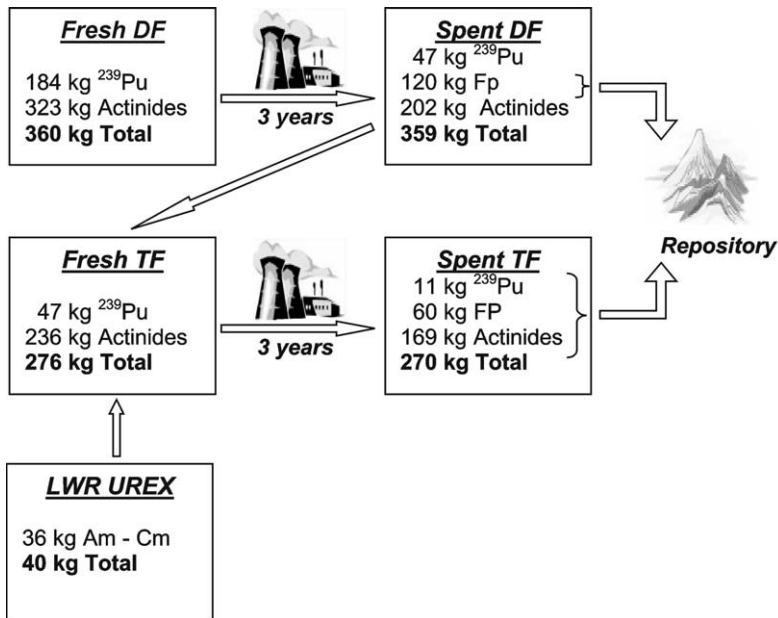 Fresh DF
184 kg ²³⁹Pu
323 kg Actinides
360 kg Total
3 years
Spent DF
47 kg ²³⁹Pu
120 kg Fp
202 kg Actinides
359 kg Total
Repository
Fresh TF
47 kg ²³⁹Pu
236 kg Actinides
276 kg Total
3 years
Spent TF
11 kg ²³⁹Pu
60 kg FP
169 kg Actinides
270 kg Total
LWR UREX
36 kg Am - Cm
40 kg Total